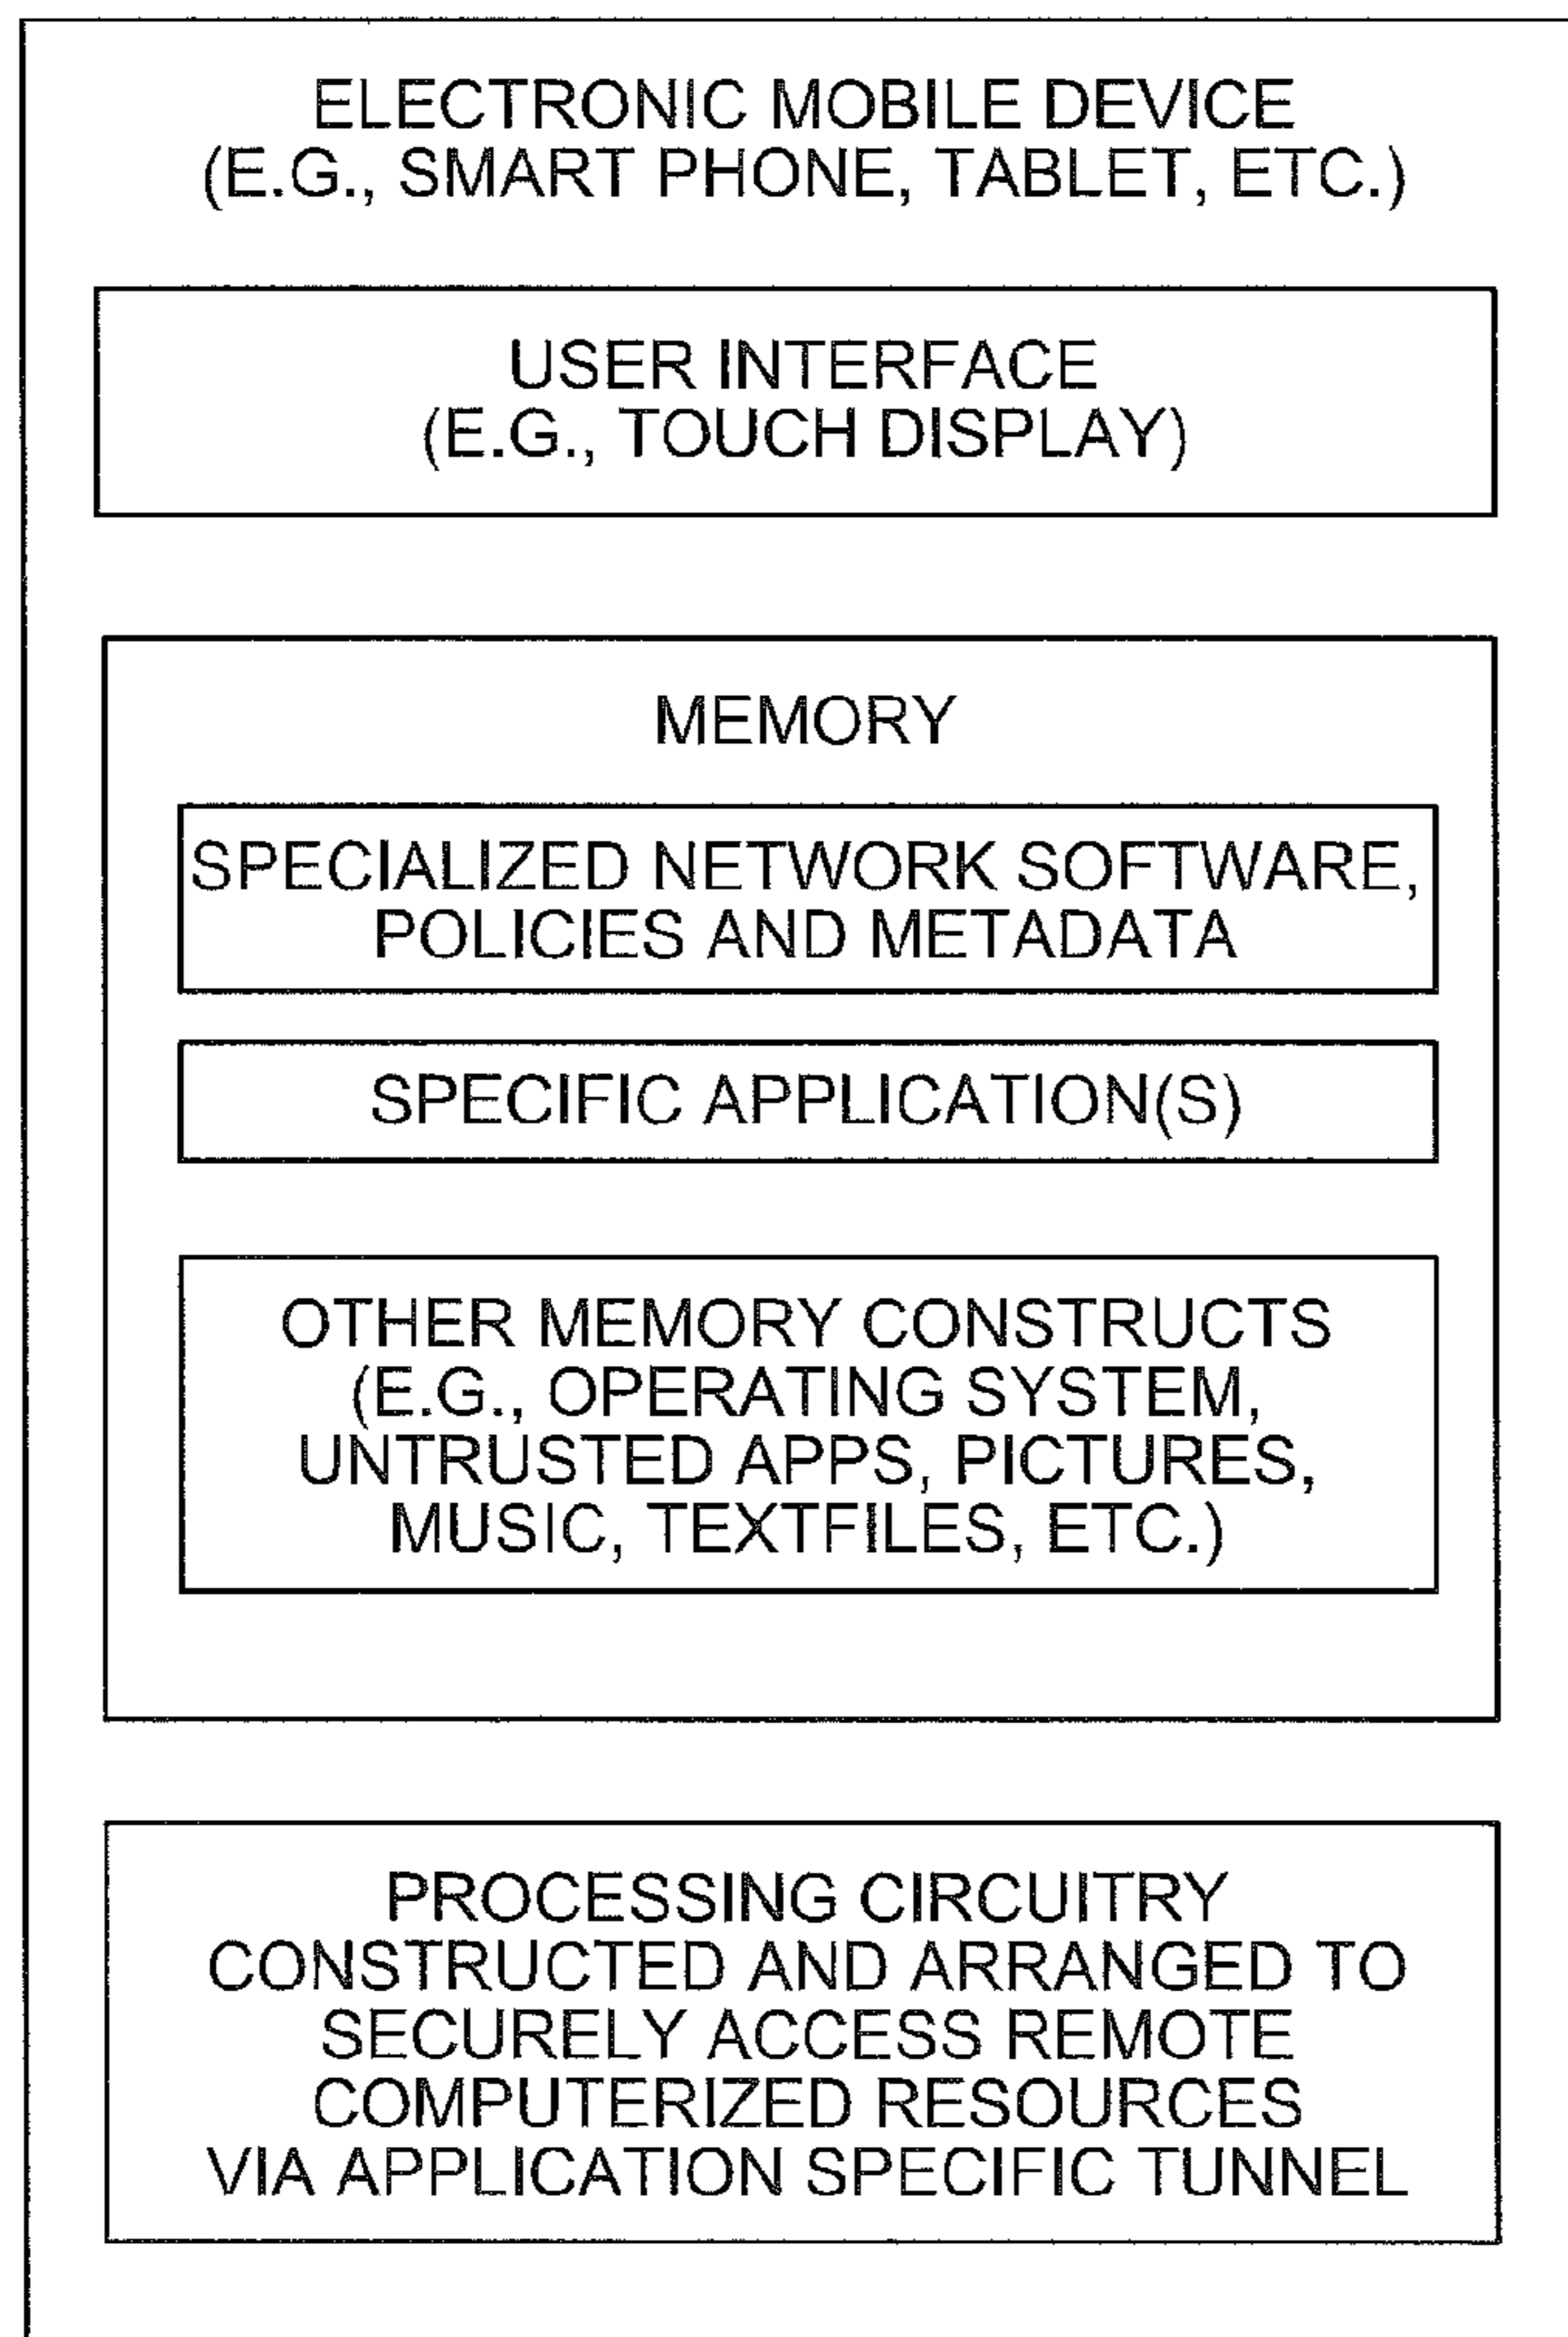 ELECTRONIC MOBILE DEVICE
(E.G., SMART PHONE, TABLET, ETC.)
USER INTERFACE
(E.G., TOUCH DISPLAY)
MEMORY
SPECIALIZED NETWORK SOFTWARE,
POLICIES AND METADATA
SPECIFIC APPLICATION(S)
OTHER MEMORY CONSTRUCTS
(E.G., OPERATING SYSTEM,
UNTRUSTED APPS, PICTURES,
MUSIC, TEXTFILES, ETC.)
PROCESSING CIRCUITRY
CONSTRUCTED AND ARRANGED TO
SECURELY ACCESS REMOTE
COMPUTERIZED RESOURCES
VIA APPLICATION SPECIFIC TUNNEL